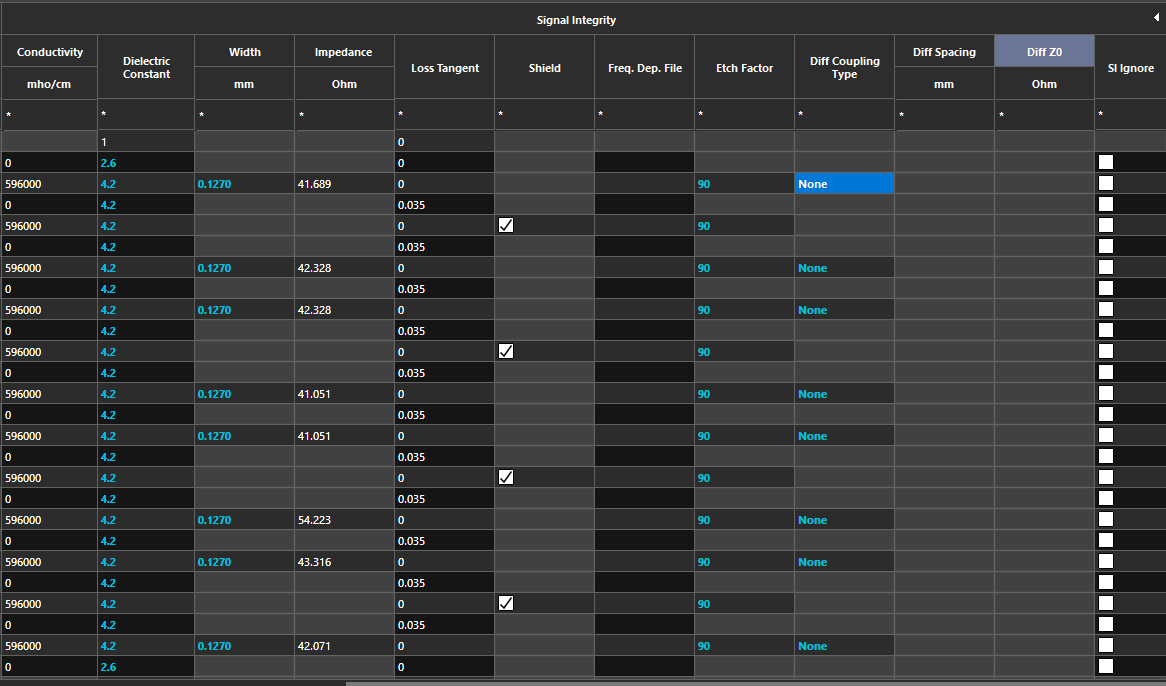 Signal Integrity
Conductivity Dielectric Constant Width Impedance Loss Tangent Shield Freq. Dep. File Etch Factor Diff Coupling Type Diff Spacing Diff Z0 SI Ignore
mho/cm mm Ohm mm Ohm
* * * * * * * * * * * *
1 0
0 2.6 0
596000 4.2 0.1270 41.689 0 90 None
0 4.2 0.035
596000 4.2 0 90
0 4.2 0.035
596000 4.2 0.1270 42.328 0 90 None
0 4.2 0.035
596000 4.2 0.1270 42.328 0 90 None
0 4.2 0.035
596000 4.2 0 90
0 4.2 0.035
596000 4.2 0.1270 41.051 0 90 None
0 4.2 0.035
596000 4.2 0.1270 41.051 0 90 None
0 4.2 0.035
596000 4.2 0 90
0 4.2 0.035
596000 4.2 0.1270 54.223 0 90 None
0 4.2 0.035
596000 4.2 0.1270 43.316 0 90 None
0 4.2 0.035
596000 4.2 0 90
0 4.2 0.035
596000 4.2 0.1270 42.071 0 90 None
0 2.6 0